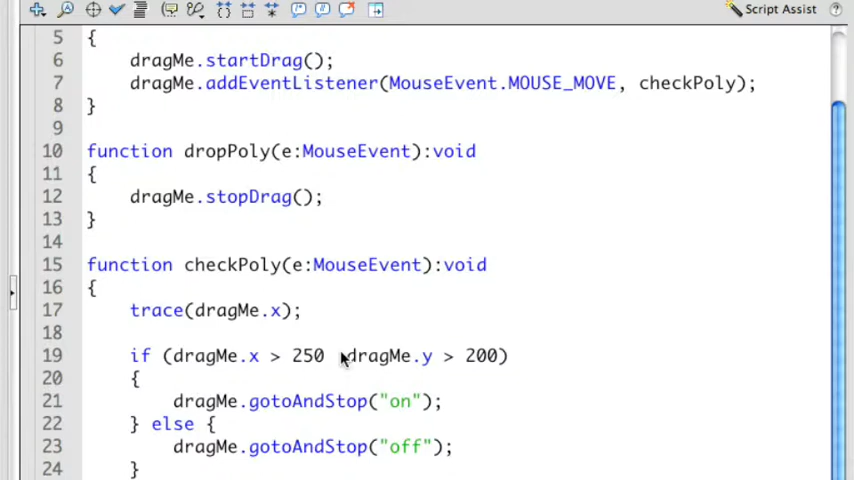 Script Assist
5 {
6 dragMe.startDrag();
7 dragMe.addEventListener(MouseEvent.MOUSE_MOVE, checkPoly);
8 }
9
10 function dropPoly(e:MouseEvent):void
11 {
12 dragMe.stopDrag();
13 }
14
15 function checkPoly(e:MouseEvent):void
16 {
17 trace(dragMe.x);
18
19 if (dragMe.x > 250 dragMe.y > 200)
20 {
21 dragMe.gotoAndStop("on");
22 } else {
23 dragMe.gotoAndStop("off");
24 }